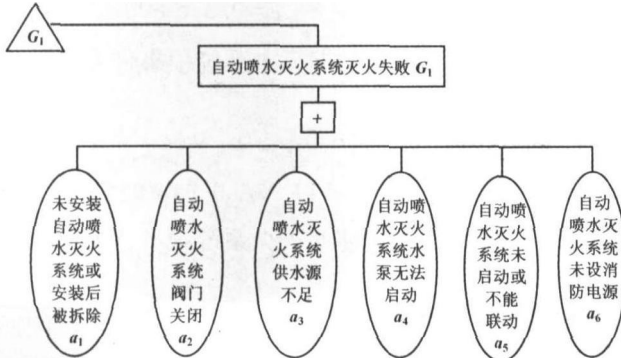 G₁
自动喷水灭火系统灭火失败 G₁
+
未安装
自动喷
水灭火
系统或
安装后
被拆除
a₁
自动
喷水
灭火
系统
阀门
关闭
a₂
自动
喷水灭
火系统
供水源
不足
a₃
自动喷
水灭火
系统水
泵无法
启动
a₄
自动喷
水灭火
系统未
启动或
不能
联动
a₅
自动
喷水灭
火系统
未设消
防电源
a₆